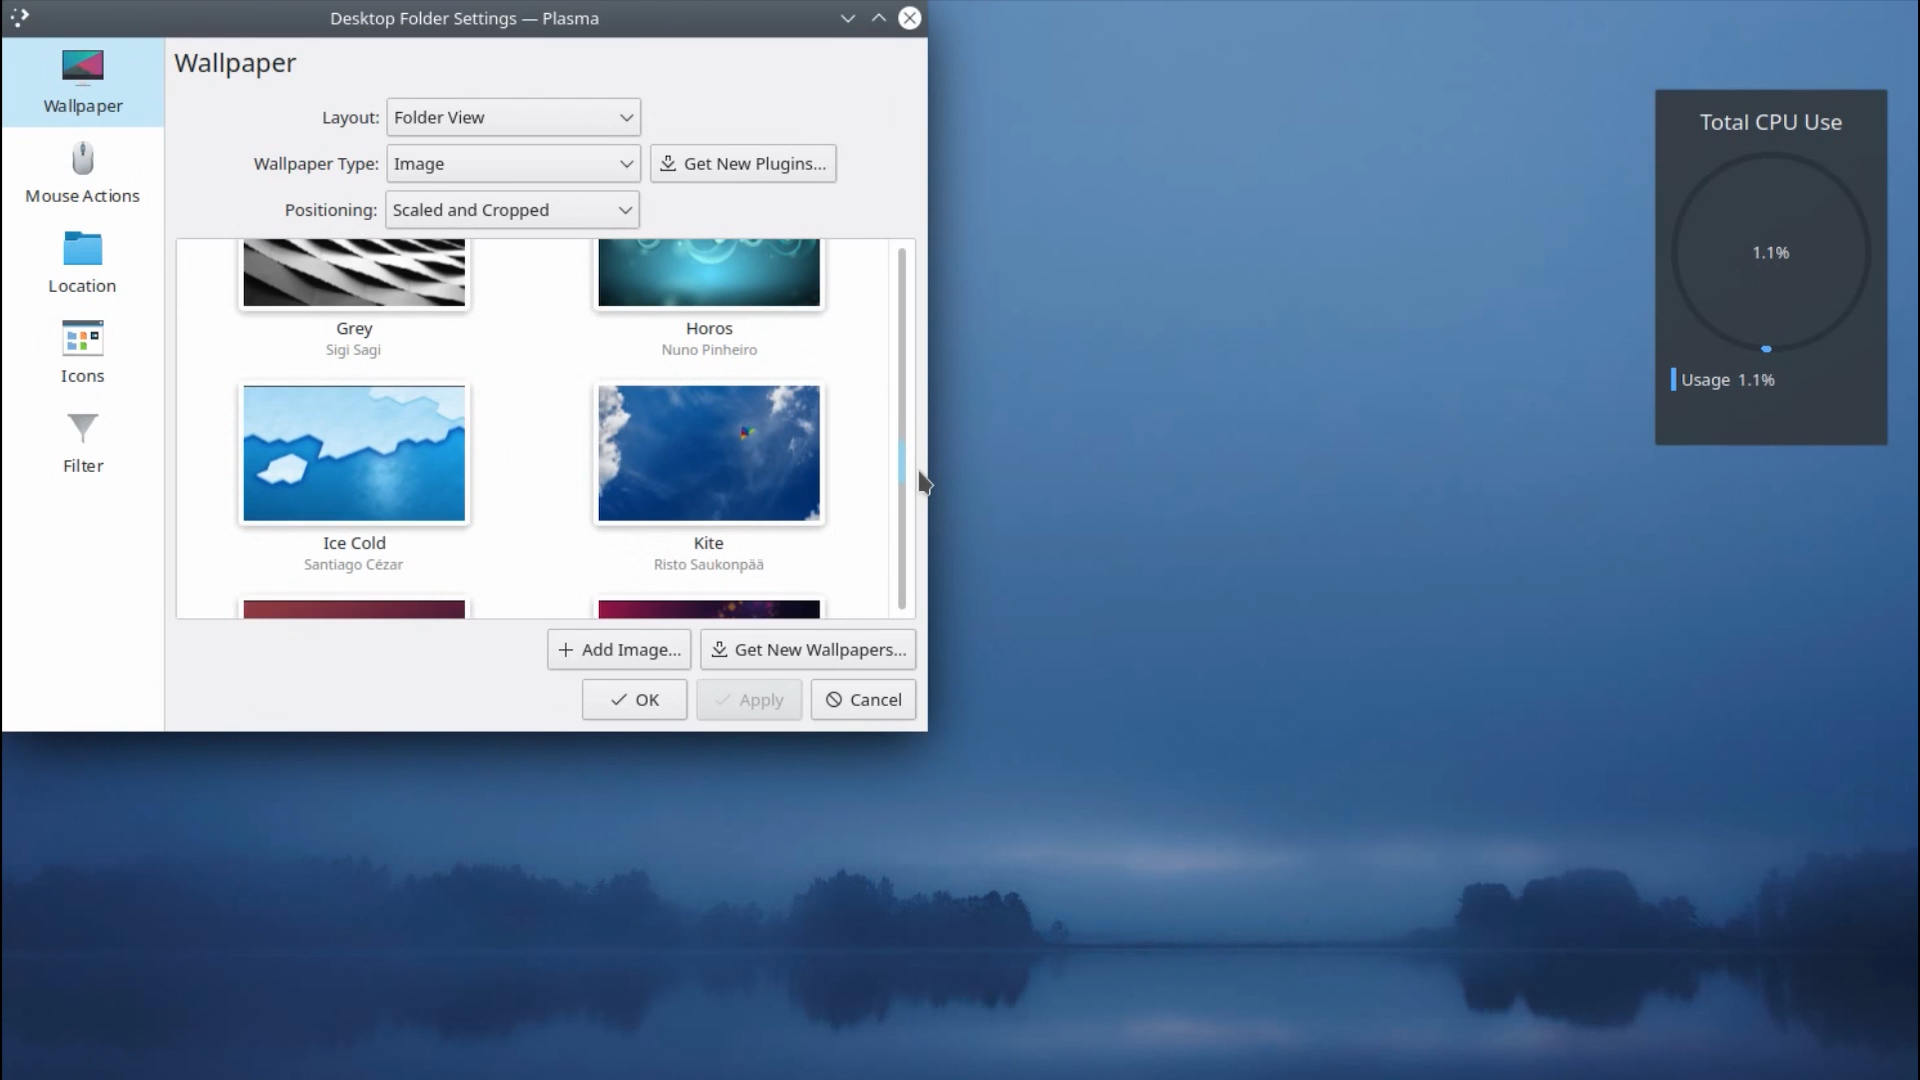 Desktop Folder Settings — Plasma
Wallpaper
Mouse Actions
Location
Icons
Filter
Wallpaper
Layout: Folder View
Wallpaper Type: Image Get New Plugins...
Positioning: Scaled and Cropped
Grey
Sigi Sagi
Horos
Nuno Pinheiro
Ice Cold
Santiago Cézar
Kite
Risto Saukonpää
Add Image...
Get New Wallpapers...
OK
Apply
Cancel
Total CPU Use
1.1%
Usage 1.1%